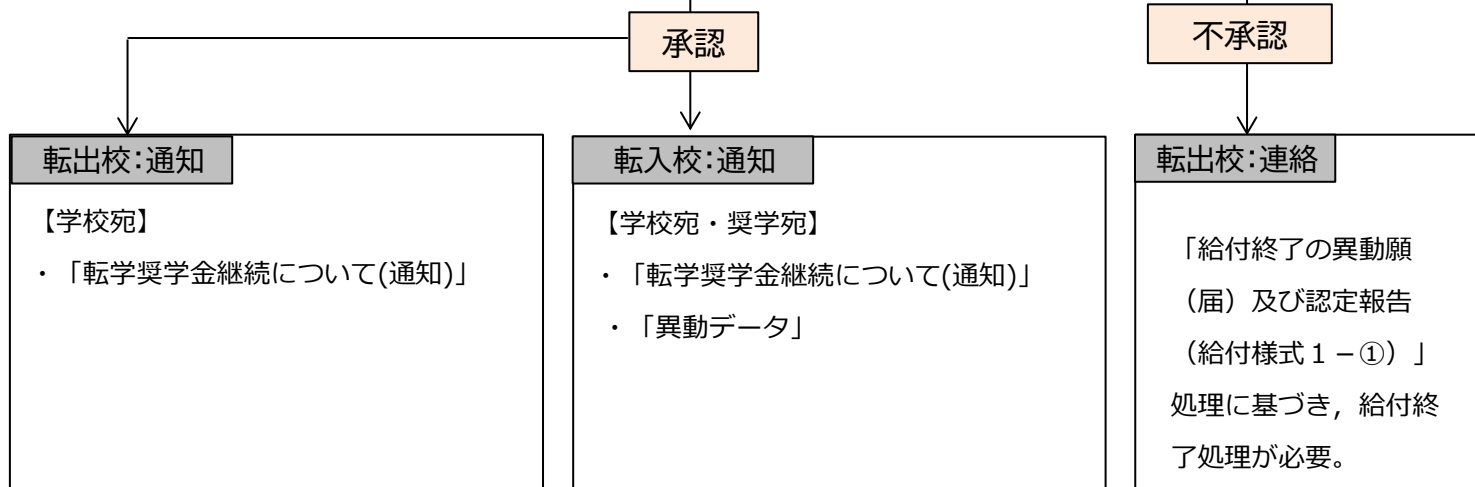 承認
不承認
転出校:通知
【学校宛】
・「転学奨学金継続について(通知)」
転入校:通知
【学校宛・奨学宛】
・「転学奨学金継続について(通知)」
・「異動データ」
転出校:連絡
「給付終了の異動願
（届）及び認定報告
（給付様式１－①）」
処理に基づき，給付終
了処理が必要。